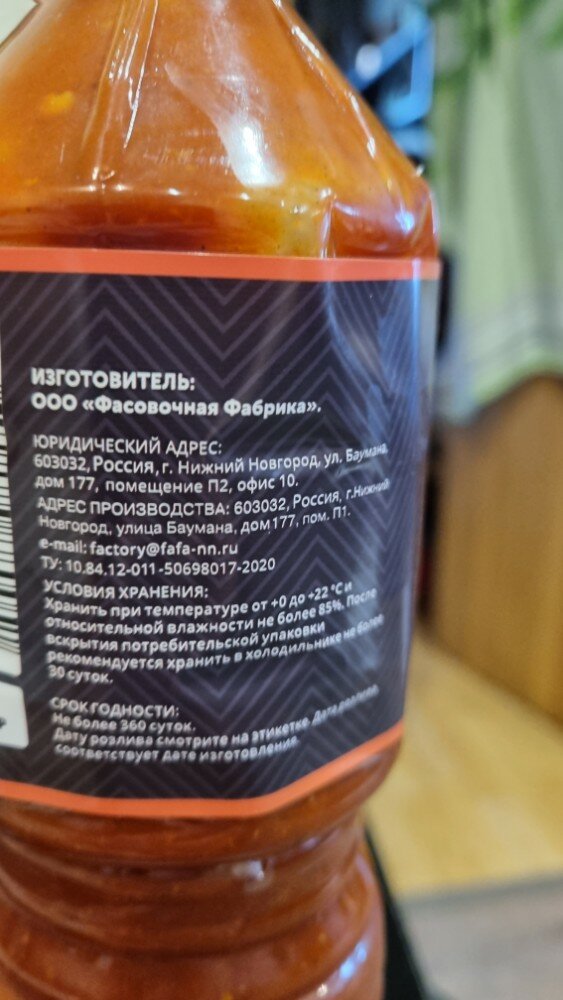 ИЗГОТОВИТЕЛЬ:
ООО «Фасовочная Фабрика».
ЮРИДИЧЕСКИЙ АДРЕС:
603032, Россия, г. Нижний Новгород, ул. Баумана,
дом 177, помещение П2, офис 10.
АДРЕС ПРОИЗВОДСТВА: 603032, Россия, г.Нижний
Новгород, улица Баумана, дом177, пом. П1.
e-mail: factory@fafa-nn.ru
ТУ: 10.84.12-011-50698017-2020
УСЛОВИЯ ХРАНЕНИЯ:
Хранить при температуре от +0 до +22 °С и
относительной влажности не более 85%. После
вскрытия потребительской упаковки
рекомендуется хранить в холодильнике не более
30 суток.
СРОК ГОДНОСТИ:
Не более 360 суток.
Дату розлива смотрите на этикетке. Дата розлива
соответствует дате изготовления.